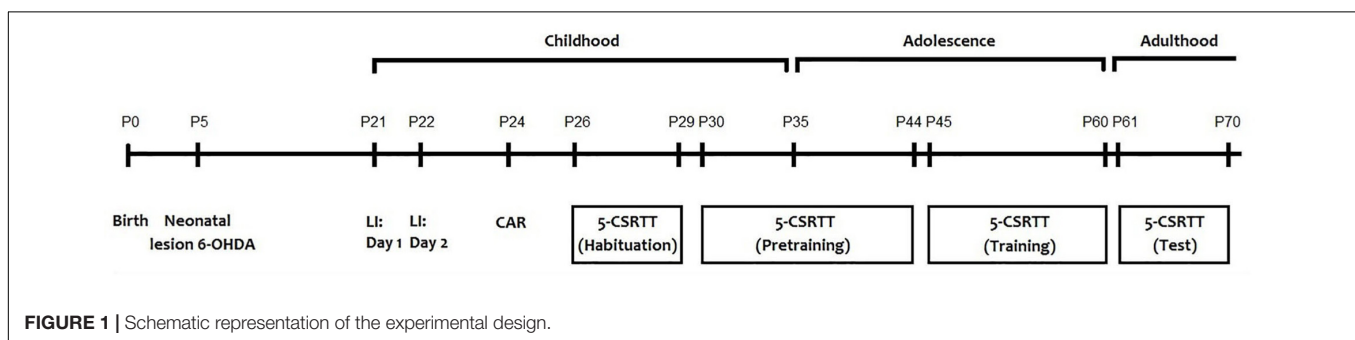 Childhood Adolescence Adulthood
P0 P5 P21 P22 P24 P26 P29 P30 P35 P44 P45 P60 P61 P70
Birth Neonatal lesion 6-OHDA
LI: Day 1
LI: Day 2
CAR
5-CSRTT
(Habituation)
5-CSRTT
(Pretraining)
5-CSRTT
(Training)
5-CSRTT
(Test)
FIGURE 1 | Schematic representation of the experimental design.